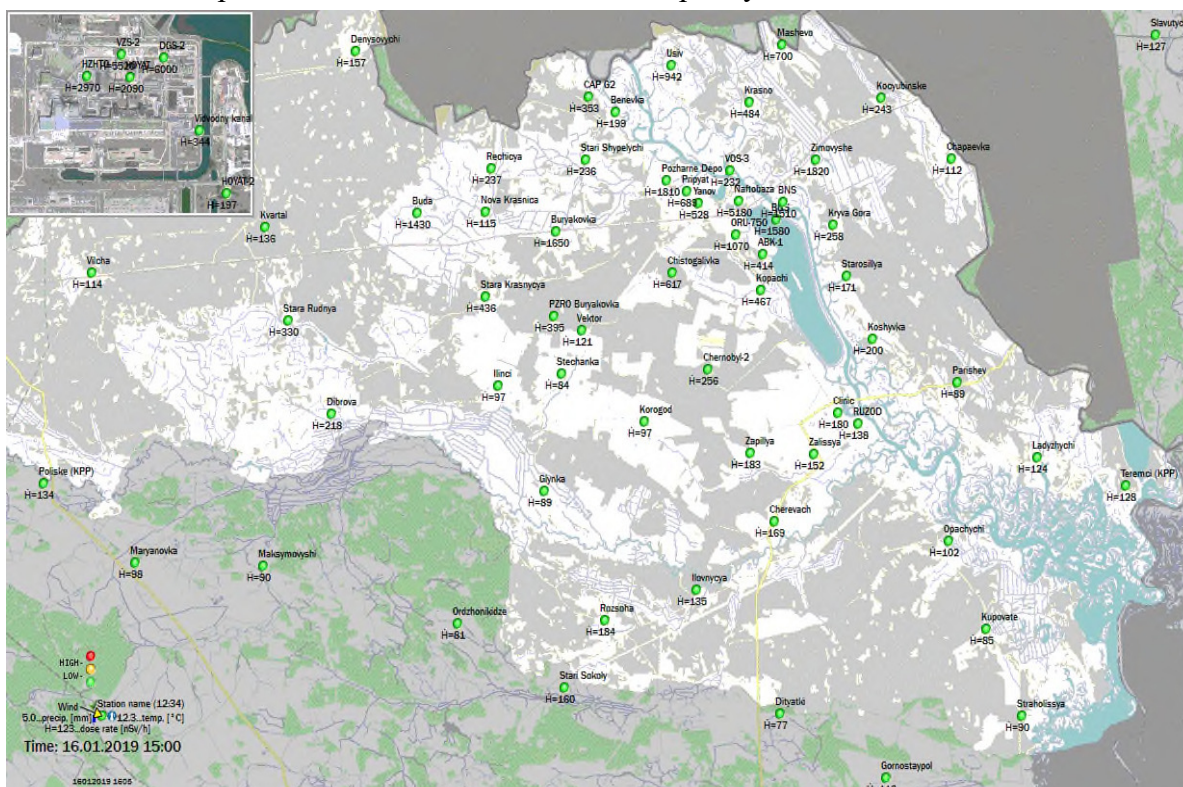 VZS-2
DGS-2
HZHTO
HOYAT
H=5520
H=6000
H=2970
H=2090
Vidvodny kanal
H=344
HOYAT-2
H=197
Denysovychi
H=157
Mashevo
H=700
Slavutych
H=127
Usiv
H=942
CAP G2
H=353
Benevka
H=199
Krasno
H=484
Kocyubinske
H=243
Stari Shypelychi
H=236
Rechicya
H=237
VOS-3
H=232
Zimovyshe
H=1820
Chapaevka
H=112
Pozharne Depo
H=1810
Pripyat
H=689
Yanov
H=528
Naftobaza
H=5180
BNS
H=1510
H=1580
Buda
H=1430
Nova Krasnica
H=115
Buryakovka
H=1650
Kvartal
H=136
ORU-750
H=1070
Kryva Gora
H=258
ABK-1
H=414
Vicha
H=114
Chistogalivka
H=617
Kopachi
H=467
Starosillya
H=171
Stara Krasnycya
H=436
Stara Rudnya
H=330
PZRO Buryakovka
H=395
Vektor
H=121
Koshyvka
H=200
Stechanka
H=84
Ilinci
H=97
Chernobyl-2
H=256
Parishev
H=89
Dibrova
H=218
Korogod
H=97
Clinic
H=180
RUZOD
H=138
Zapillya
H=183
Zalissya
H=152
Ladyzhychi
H=124
Poliske (KPP)
H=134
Teremci (KPP)
H=128
Glynka
H=89
Cherevach
H=169
Opachychi
H=102
Maryanovka
H=98
Maksymovyshi
H=90
Ilovnycya
H=135
Ordzhonikidze
H=81
Rozsoha
H=184
Kupovate
H=85
Stari Sokoly
H=160
Dityatki
H=77
Straholissya
H=90
Gornostaypol
HIGH-
LOW-
Station name (12:34)
Wind
5.0...precip. [mm]
12.3...temp. [°C]
H=123...dose rate [nSv/h]
Time: 16.01.2019 15:00
16012019 1605